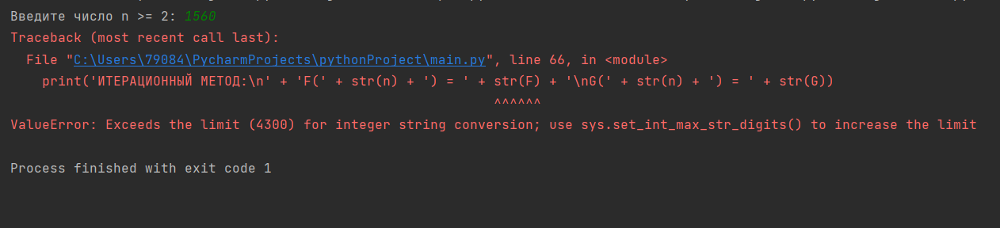 Введите число n >= 2: 1560
Traceback (most recent call last):
  File "C:\Users\79084\PycharmProjects\pythonProject\main.py", line 66, in <module>
    print('ИТЕРАЦИОННЫЙ МЕТОД:\n' + 'F(' + str(n) + ') = ' + str(F) + '\nG(' + str(n) + ') = ' + str(G))
                                                             ^^^^^^
ValueError: Exceeds the limit (4300) for integer string conversion; use sys.set_int_max_str_digits() to increase the limit
Process finished with exit code 1